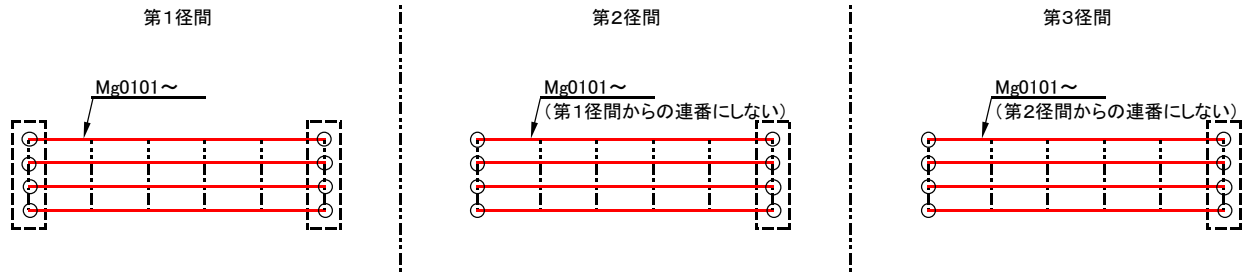 第1径間
Mg0101～
第2径間
Mg0101～
（第1径間からの連番にしない）
第3径間
Mg0101～
（第2径間からの連番にしない）